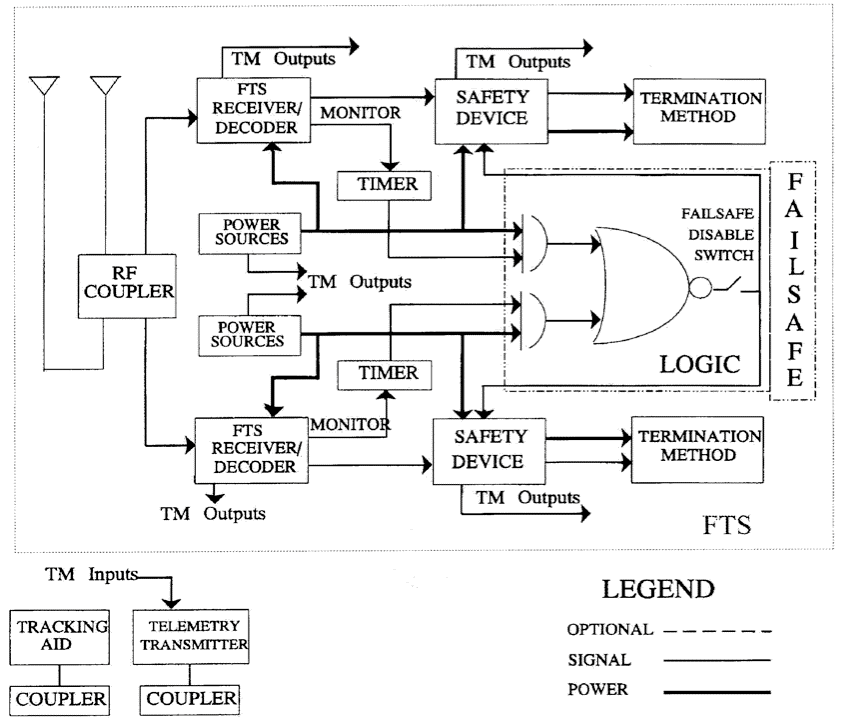 TM Outputs
TM Outputs
FTS
RECEIVER/
DECODER
MONITOR
SAFETY
DEVICE
TERMINATION
METHOD
TIMER
POWER
SOURCES
TM Outputs
RF
COUPLER
POWER
SOURCES
TIMER
FAILSAFE
DISABLE
SWITCH
LOGIC
F
A
I
L
S
A
F
E
FTS
RECEIVER/
DECODER
MONITOR
SAFETY
DEVICE
TERMINATION
METHOD
TM Outputs
TM Outputs
FTS
TM Inputs
TRACKING
AID
TELEMETRY
TRANSMITTER
COUPLER
COUPLER
LEGEND
OPTIONAL
SIGNAL
POWER